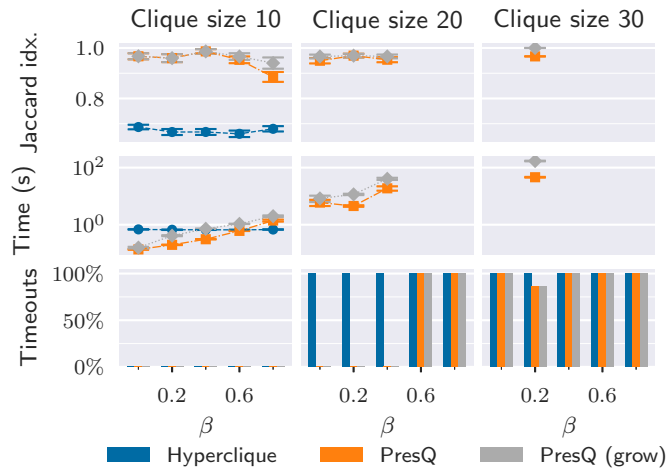 Clique size 10 Clique size 20 Clique size 30
Jaccard idx.
1.0
0.8
Time (s)
10²
10⁰
Timeouts
100%
50%
0%
0.2 0.6 0.2 0.6 0.2 0.6
β β β
Hyperclique PresQ PresQ (grow)